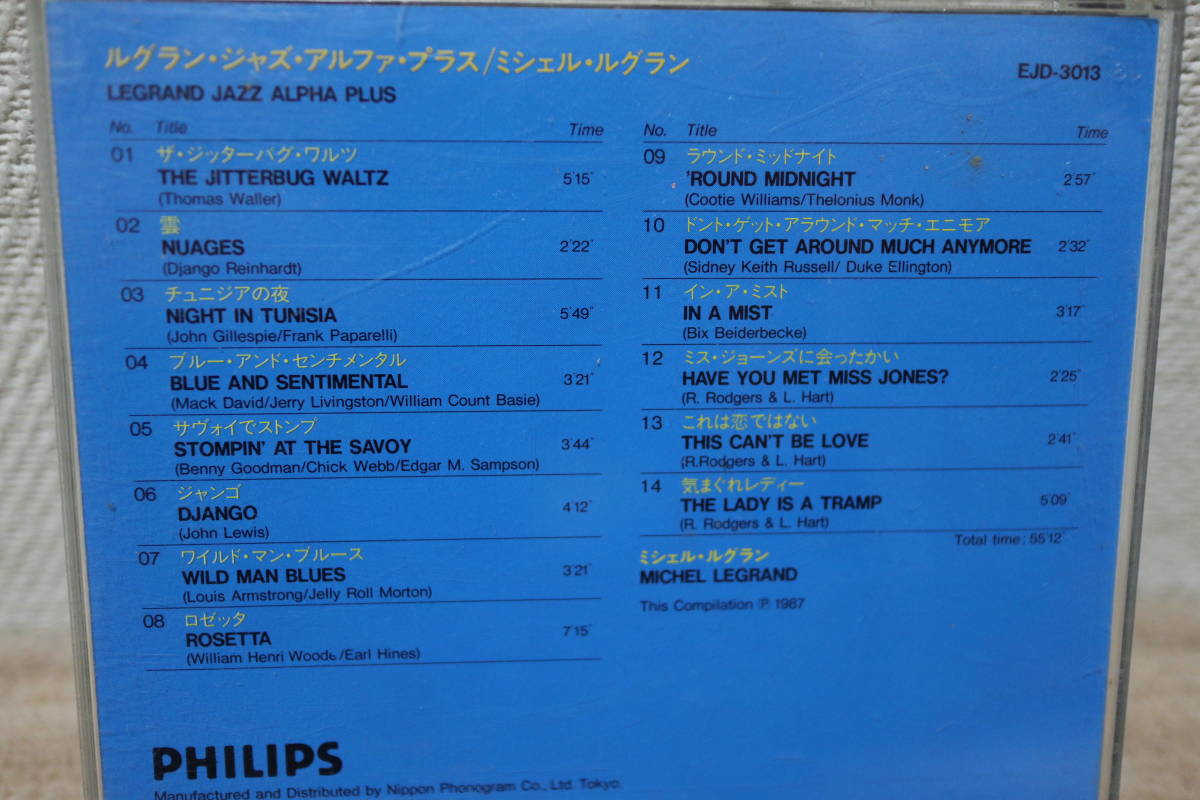 ルグラン・ジャズ・アルファ・プラス/ミシェル・ルグラン
LEGRAND JAZZ ALPHA PLUS
EJD-3013
No. Title Time
01 ザ・ジッターバグ・ワルツ
THE JITTERBUG WALTZ 5'15"
(Thomas Waller)
02 雲
NUAGES 2'22"
(Django Reinhardt)
03 チュニジアの夜
NIGHT IN TUNISIA 5'49"
(John Gillespie/Frank Paparelli)
04 ブルー・アンド・センチメンタル
BLUE AND SENTIMENTAL 3'21"
(Mack David/Jerry Livingston/William Count Basie)
05 サヴォイでストンプ
STOMPIN' AT THE SAVOY 3'44"
(Benny Goodman/Chick Webb/Edgar M. Sampson)
06 ジャンゴ
DJANGO 4'12"
(John Lewis)
07 ワイルド・マン・ブルース
WILD MAN BLUES 3'21"
(Louis Armstrong/Jelly Roll Morton)
08 ロゼッタ
ROSETTA 7'15"
(William Henri Woode/Earl Hines)
No. Title Time
09 ラウンド・ミッドナイト
'ROUND MIDNIGHT 2'57"
(Cootie Williams/Thelonius Monk)
10 ドント・ゲット・アラウンド・マッチ・エニモア
DON'T GET AROUND MUCH ANYMORE 2'32"
(Sidney Keith Russell/ Duke Ellington)
11 イン・ア・ミスト
IN A MIST 3'17"
(Bix Beiderbecke)
12 ミス・ジョーンズに会ったかい
HAVE YOU MET MISS JONES? 2'25"
(R. Rodgers & L. Hart)
13 これは恋ではない
THIS CAN'T BE LOVE 2'41"
(R.Rodgers & L. Hart)
14 気まぐれレディー
THE LADY IS A TRAMP 5'09"
(R. Rodgers & L. Hart)
Total time: 55'12"
ミシェル・ルグラン
MICHEL LEGRAND
This Compilation ℗ 1987
PHILIPS
Manufactured and Distributed by Nippon Phonogram Co., Ltd. Tokyo.